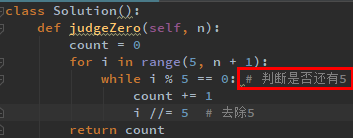 class Solution():
    def judgeZero(self, n):
        count = 0
        for i in range(5, n + 1):
            while i % 5 == 0: # 判断是否还有5
                count += 1
                i //= 5  # 去除5
        return count